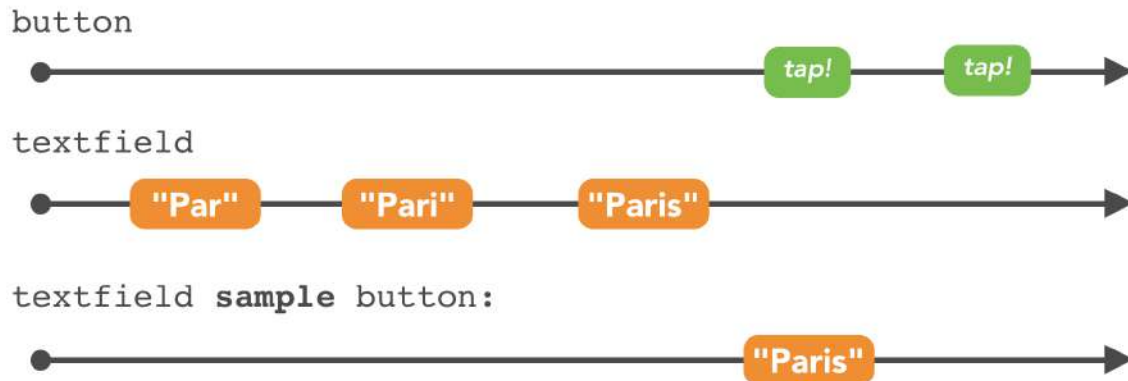 button
tap! tap!
textfield
"Par" "Pari" "Paris"
textfield sample button:
"Paris"